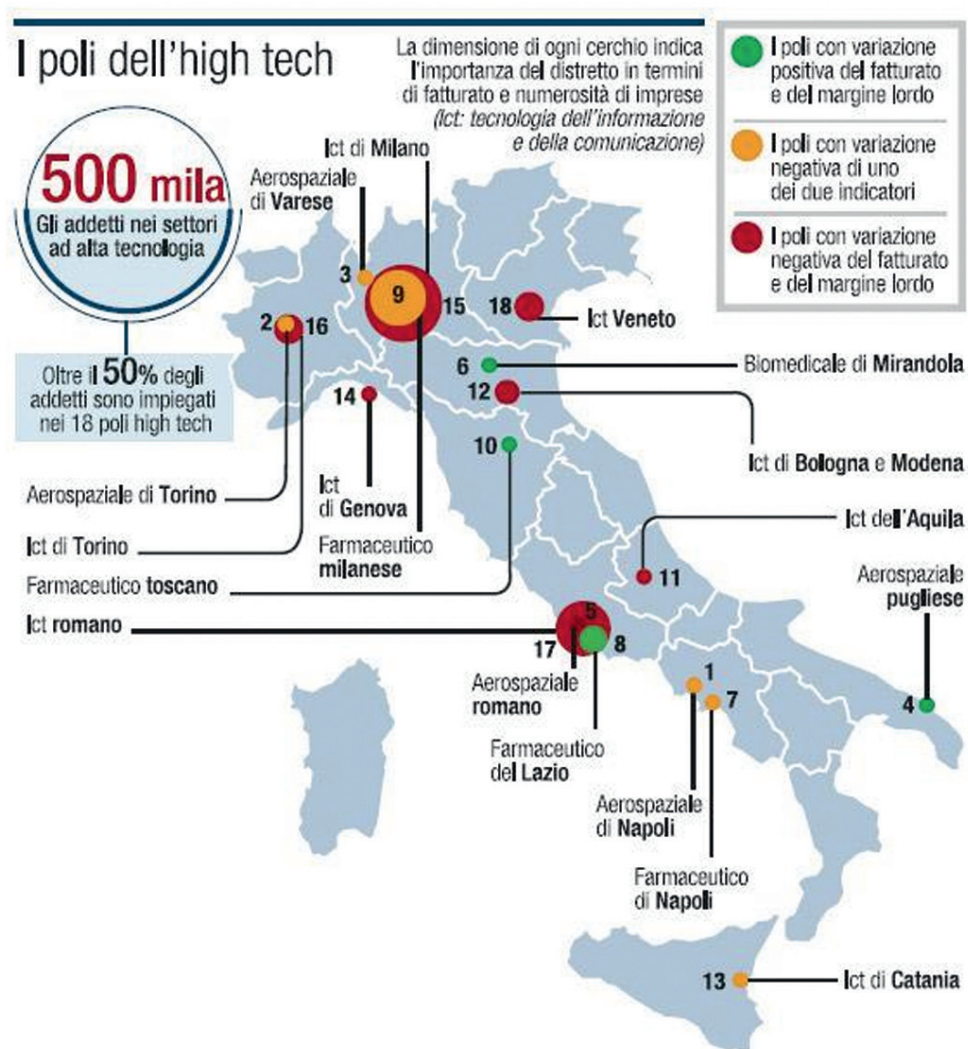 I poli dell'high tech
La dimensione di ogni cerchio indica
l'importanza del distretto in termini
di fatturato e numerosità di imprese
(Ict: tecnologia dell'informazione
e della comunicazione)
I poli con variazione
positiva del fatturato
e del margine lordo
I poli con variazione
negativa di uno
dei due indicatori
I poli con variazione
negativa del fatturato
e del margine lordo
500 mila
Gli addetti nei settori
ad alta tecnologia
Oltre il 50% degli
addetti sono impiegati
nei 18 poli high tech
Ict di Milano
Aerospaziale
di Varese
3
9
15
18
Ict Veneto
2
16
6
Biomedicale di Mirandola
14
12
10
Ict di Bologna e Modena
Aerospaziale di Torino
Ict
di Genova
Ict di Torino
Farmaceutico
milanese
Ict dell'Aquila
Farmaceutico toscano
11
Aerospaziale
pugliese
Ict romano
5
17
8
Aerospaziale
romano
1
7
4
Farmaceutico
del Lazio
Aerospaziale
di Napoli
Farmaceutico
di Napoli
13
Ict di Catania